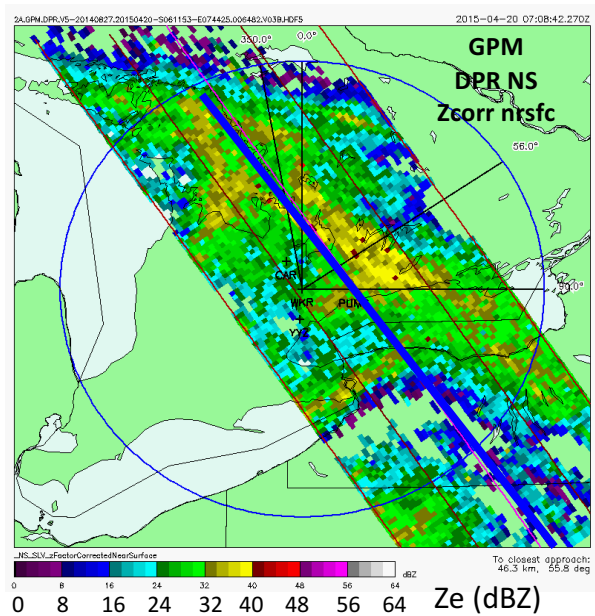 2A.GPM.DPR.V5-20140827.20150420-S061153-E074425.006482.V03B.HDF5 2015-04-20 07:08:42.270Z
350.0° 0.0°
GPM
DPR NS
Zcorr nrsfc
56.0°
CAR
90.0°
WKR PUM
YYZ
_NS_SLV_zFactorCorrectedNearSurface
dBZ
0 8 16 24 32 40 48 56 64
To closest approach:
46.3 km, 55.8 deg
0 8 16 24 32 40 48 56 64 Ze (dBZ)